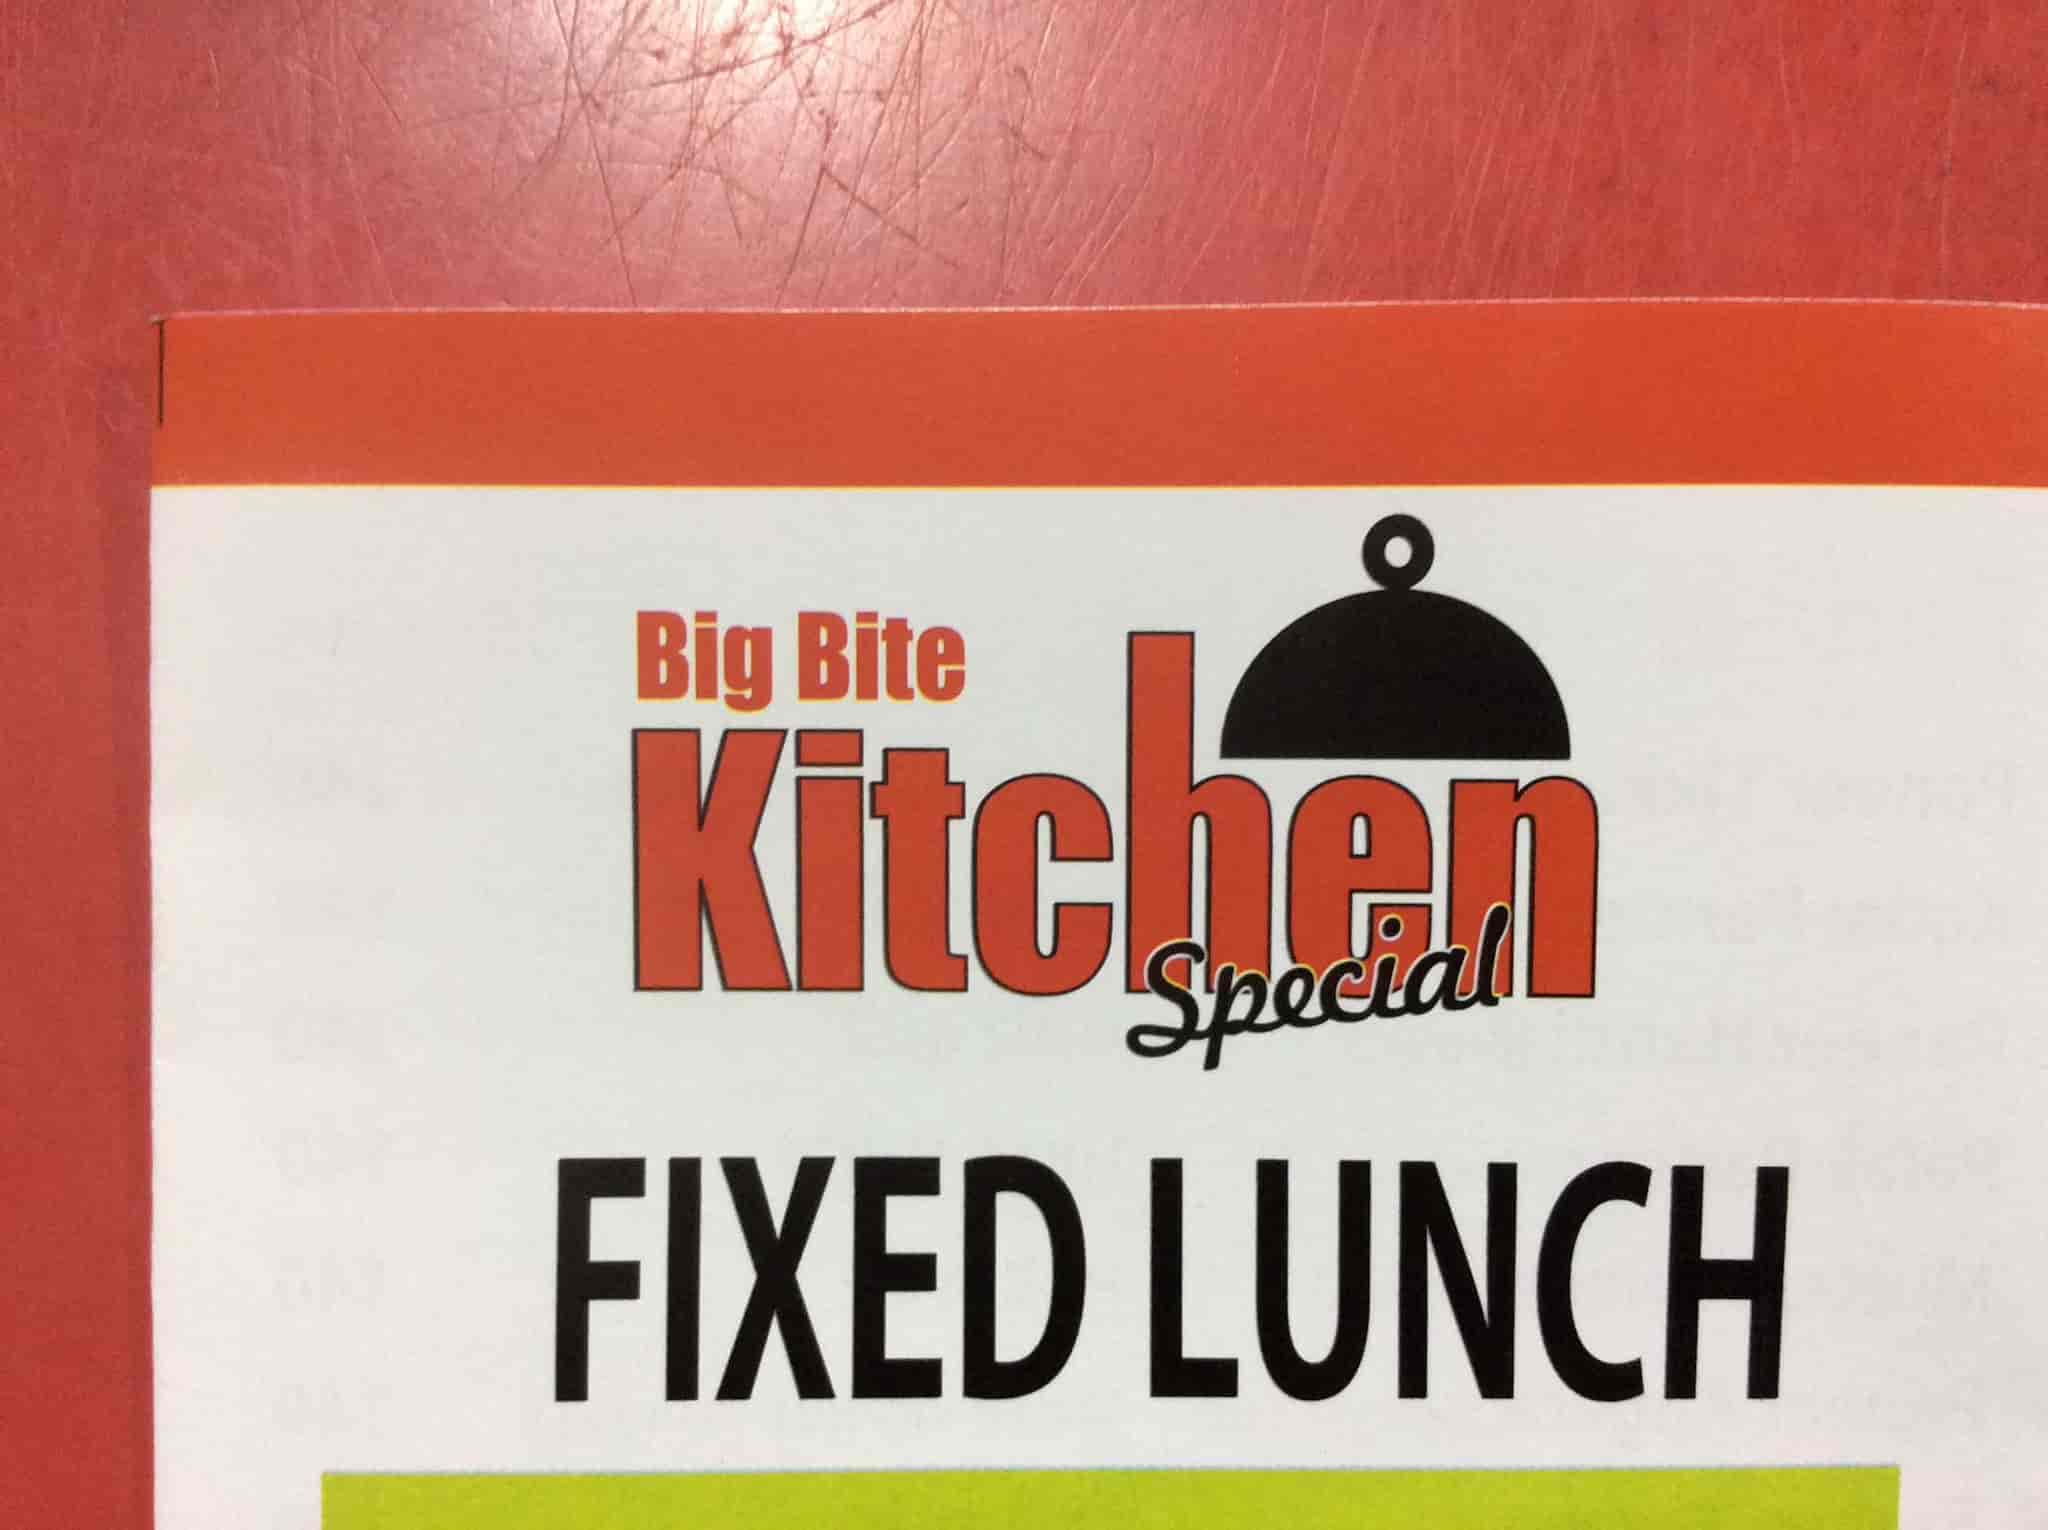 Big Bite
Kitchen
Special
FIXED LUNCH